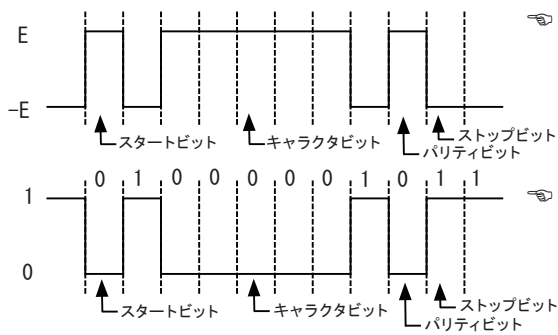 E
-E
スタートビット
キャラクタビット
ストップビット
パリティビット
0 1 0 0 0 0 0 1 0 1 1
1
0
スタートビット
キャラクタビット
ストップビット
パリティビット